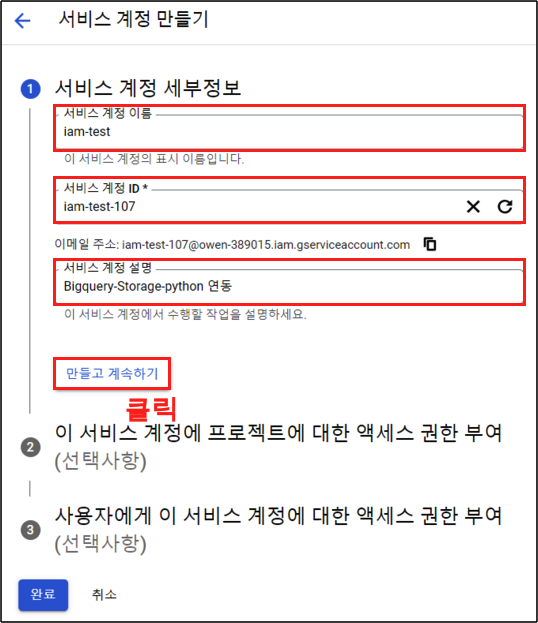 서비스 계정 만들기
1 서비스 계정 세부정보
서비스 계정 이름
iam-test
이 서비스 계정의 표시 이름입니다.
서비스 계정 ID *
iam-test-107
이메일 주소: iam-test-107@owen-389015.iam.gserviceaccount.com
서비스 계정 설명
Bigquery-Storage-python 연동
이 서비스 계정에서 수행할 작업을 설명하세요.
만들고 계속하기
클릭
2 이 서비스 계정에 프로젝트에 대한 액세스 권한 부여
(선택사항)
3 사용자에게 이 서비스 계정에 대한 액세스 권한 부여
(선택사항)
완료 취소